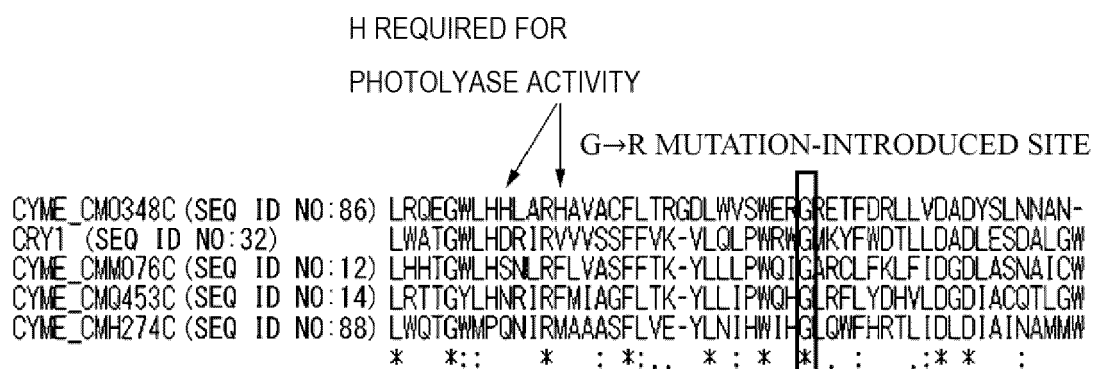 H REQUIRED FOR
PHOTOLYASE ACTIVITY
G→R MUTATION-INTRODUCED SITE
CYME_CMO348C (SEQ ID NO:86) LRQEGWLHHLARHAVACFLTRGDLWVSWERGRETFDRLLVDADYSLNNAN-
CRY1 (SEQ ID NO:32) LWATGWLHDRIRVVVSSFFVK-VLQLPWRWGMKYFWDTLLDADLESDALGW
CYME_CMM076C (SEQ ID NO:12) LHHTGWLHSNLRFLVASFFTK-YLLLPWQIGARCLFKLFIDGDLASNAICW
CYME_CMQ453C (SEQ ID NO:14) LRTTGYLHNRIRFMIAGFLTK-YLLIPWQHGLRFLYDHVLDGDIACQTLGW
CYME_CMH274C (SEQ ID NO:88) LWQTGWMPQNIRMAAASFLVE-YLNIHWIHGLQWFHRTLIDLDIAINAMMW
* *:: * : *:.. * : * * . : .:* * :